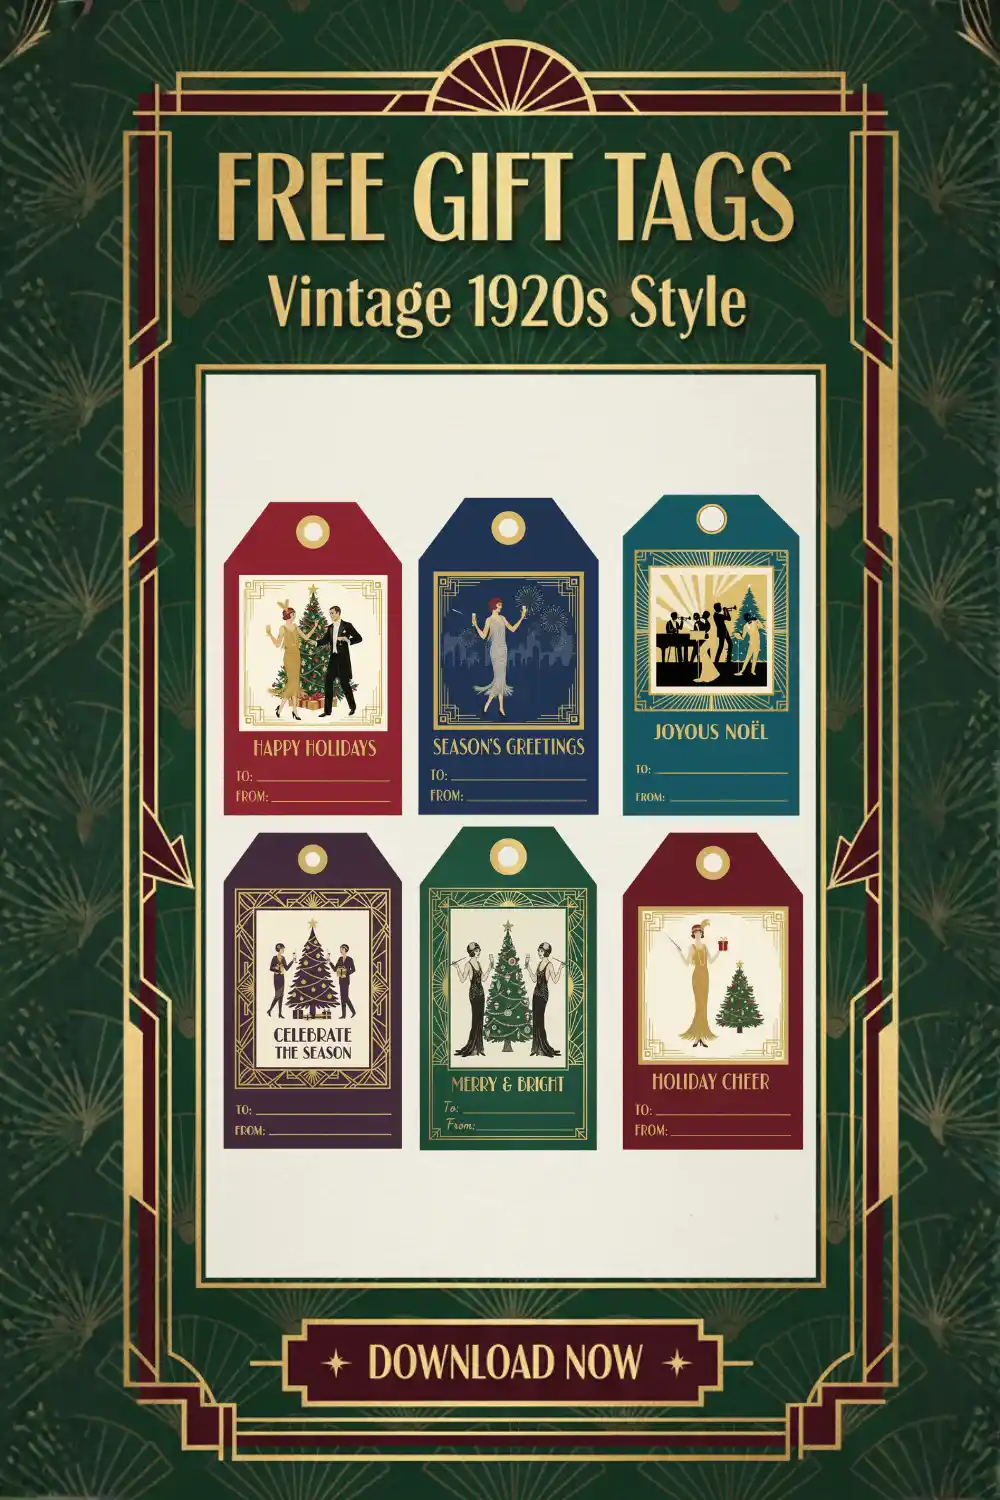 FREE GIFT TAGS
Vintage 1920s Style
HAPPY HOLIDAYS
TO:
FROM:
SEASON'S GREETINGS
TO:
FROM:
JOYOUS NOËL
TO:
FROM:
CELEBRATE
THE SEASON
TO:
FROM:
MERRY & BRIGHT
To:
From:
HOLIDAY CHEER
TO:
FROM:
DOWNLOAD NOW